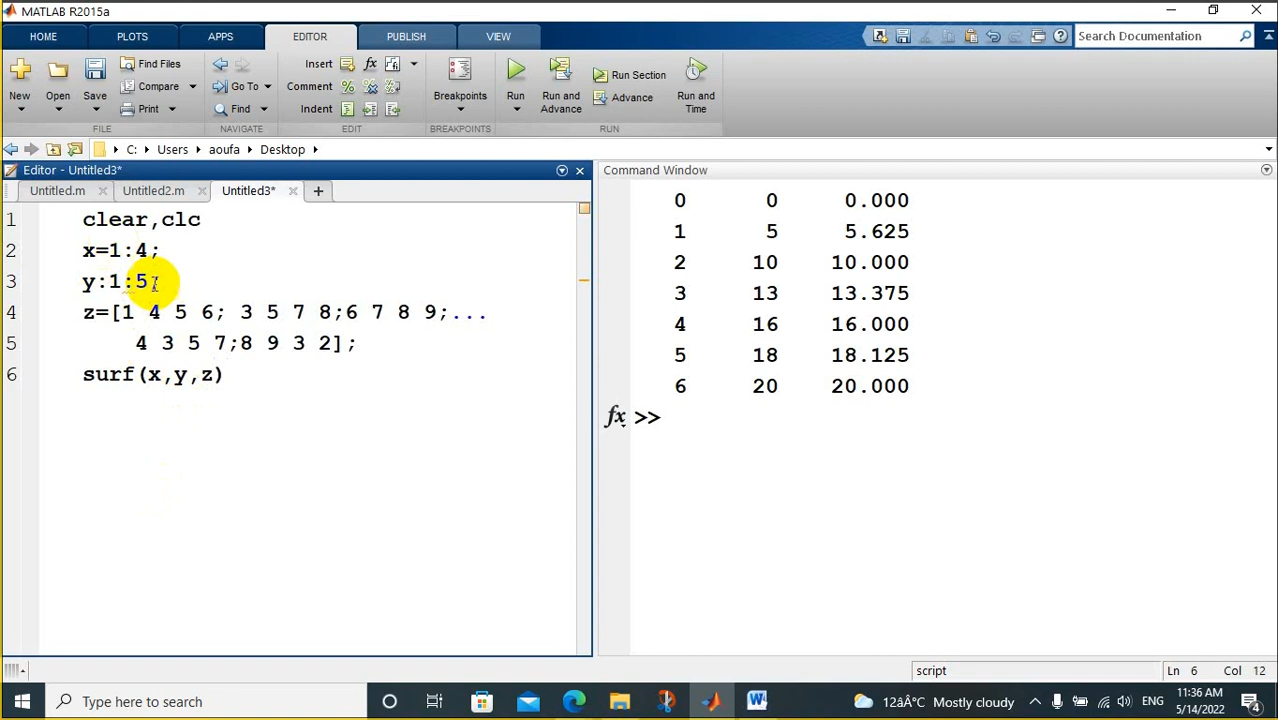 MATLAB R2015a
HOME PLOTS APPS EDITOR PUBLISH VIEW Search Documentation
New Open Save Find Files Compare Print
Go To Find
Insert Comment Indent
Breakpoints
Run Run and Advance Run Section Advance Run and Time
FILE NAVIGATE EDIT BREAKPOINTS RUN
C: Users aoufa Desktop
Editor - Untitled3* Command Window
Untitled.m Untitled2.m Untitled3* +
1 clear,clc
2 x=1:4;
3 y:1:5;
4 z=[1 4 5 6; 3 5 7 8;6 7 8 9;...
5 4 3 5 7;8 9 3 2];
6 surf(x,y,z)
0 0 0.000
1 5 5.625
2 10 10.000
3 13 13.375
4 16 16.000
5 18 18.125
6 20 20.000
fx >>
script Ln 6 Col 12
Type here to search 12Â°C Mostly cloudy ENG 11:36 AM
5/14/2022 4